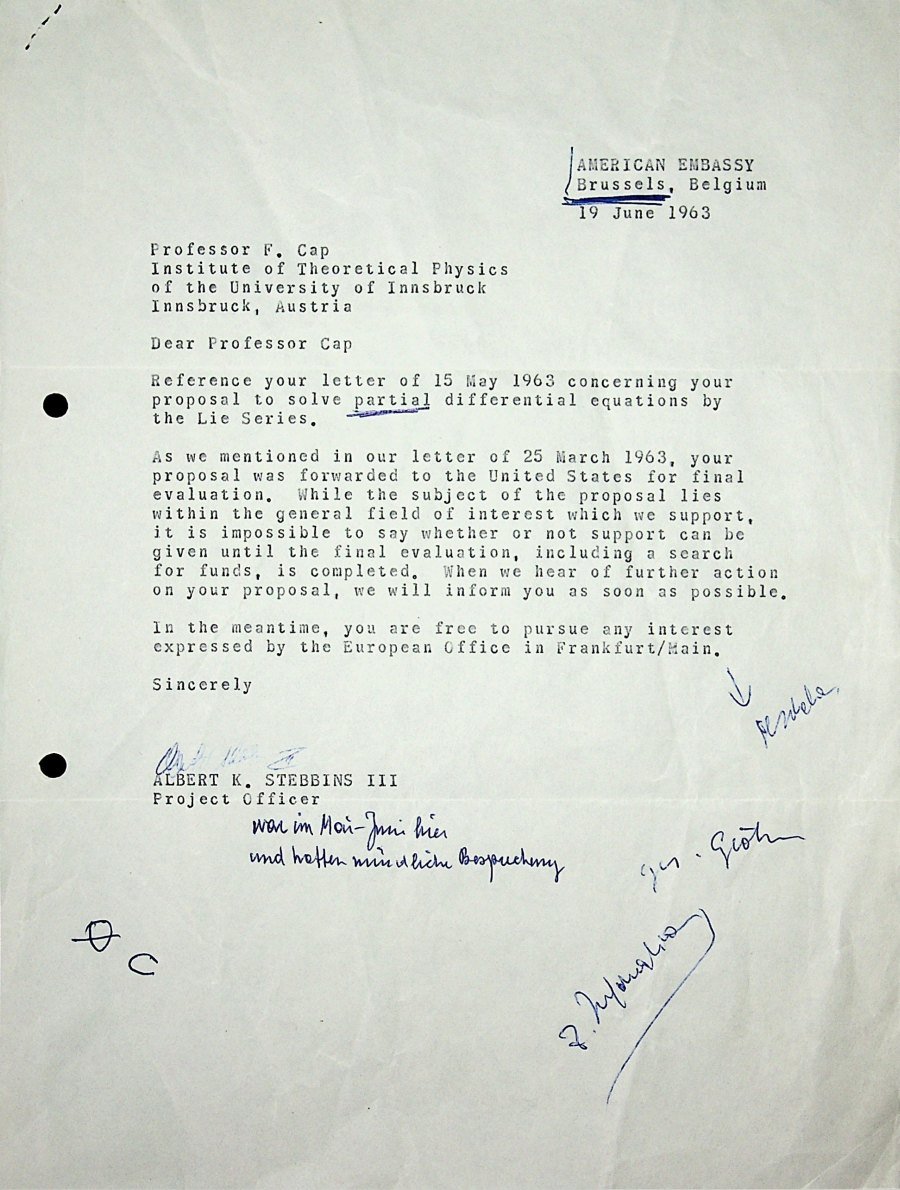 AMERICAN EMBASSY
Brussels, Belgium
19 June 1963
Professor F. Cap
Institute of Theoretical Physics
of the University of Innsbruck
Innsbruck, Austria
Dear Professor Cap
Reference your letter of 15 May 1963 concerning your
proposal to solve partial differential equations by
the Lie Series.
As we mentioned in our letter of 25 March 1963, your
proposal was forwarded to the United States for final
evaluation. While the subject of the proposal lies
within the general field of interest which we support,
it is impossible to say whether or not support can be
given until the final evaluation, including a search
for funds, is completed. When we hear of further action
on your proposal, we will inform you as soon as possible.
In the meantime, you are free to pursue any interest
expressed by the European Office in Frankfurt/Main.
Sincerely
ALBERT K. STEBBINS III
Project Officer
war im Mai-Juni hier
und hatten mündliche Besprechung
Z. Information
C